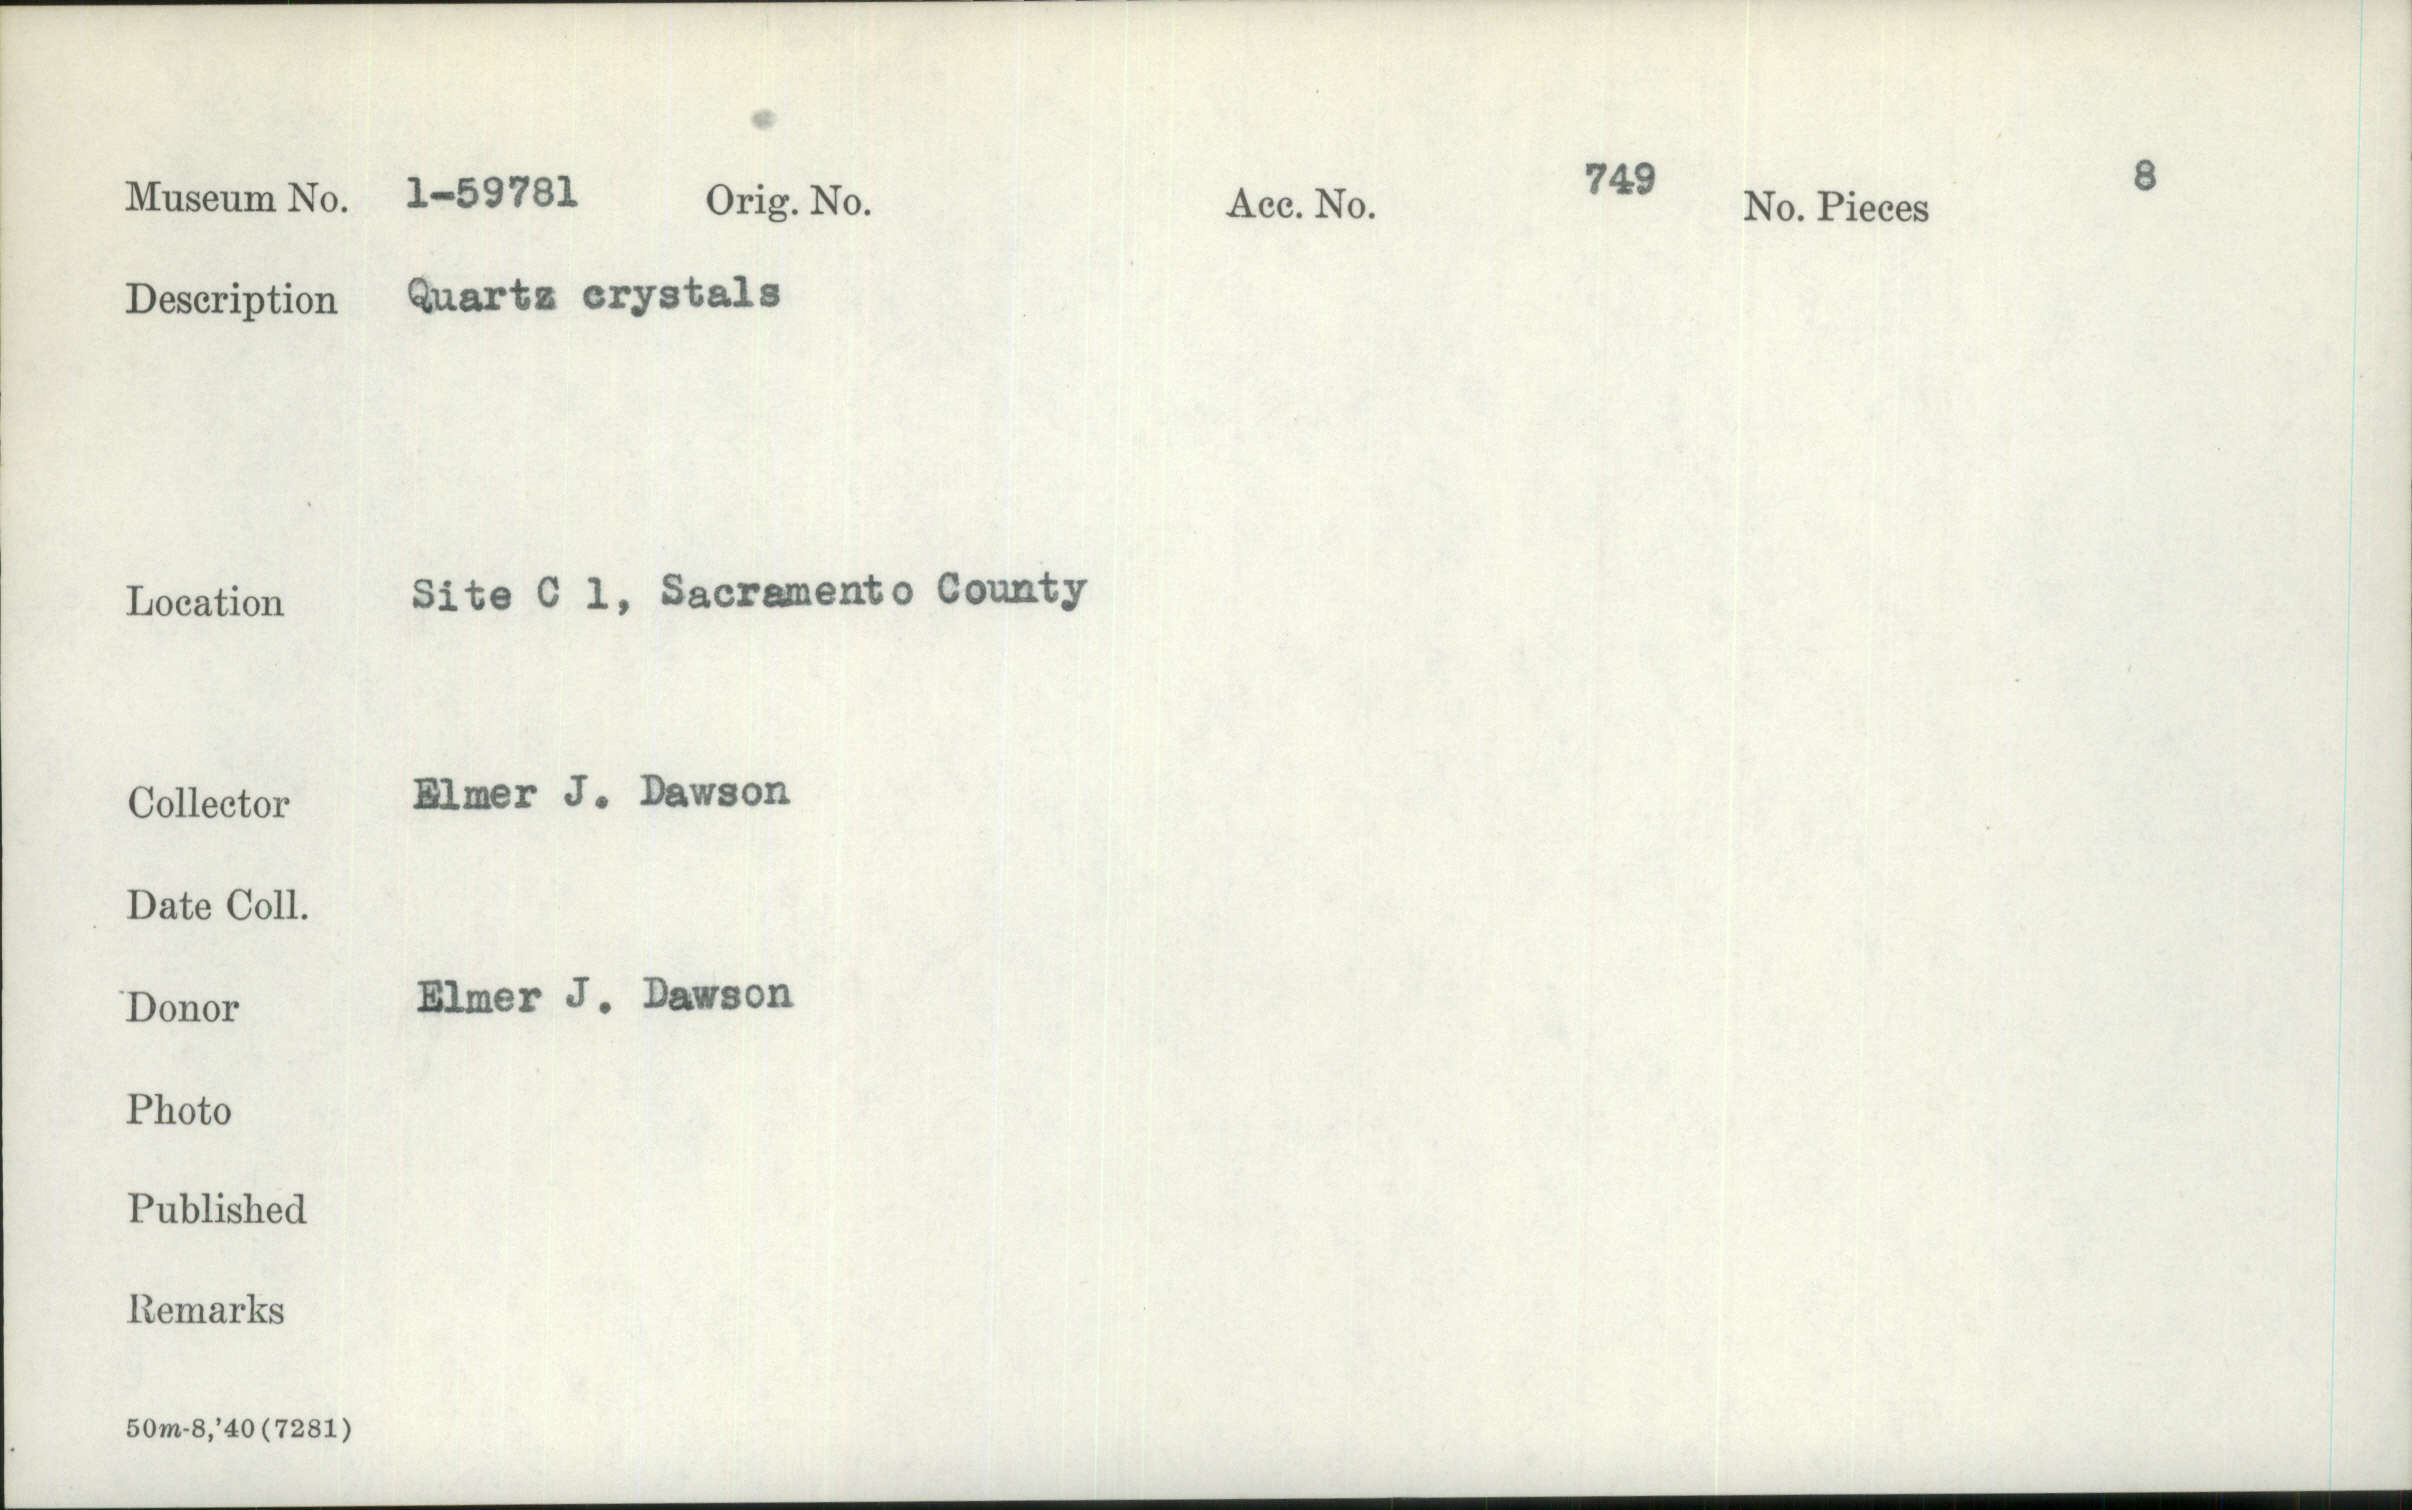 Museum No. 1-59781 Orig. No. Acc. No. 749 No. Pieces 8
Description Quartz crystals
Location Site C 1, Sacramento County
Collector Elmer J. Dawson
Date Coll.
Donor Elmer J. Dawson
Photo
Published
Remarks
50m-8,'40(7281)